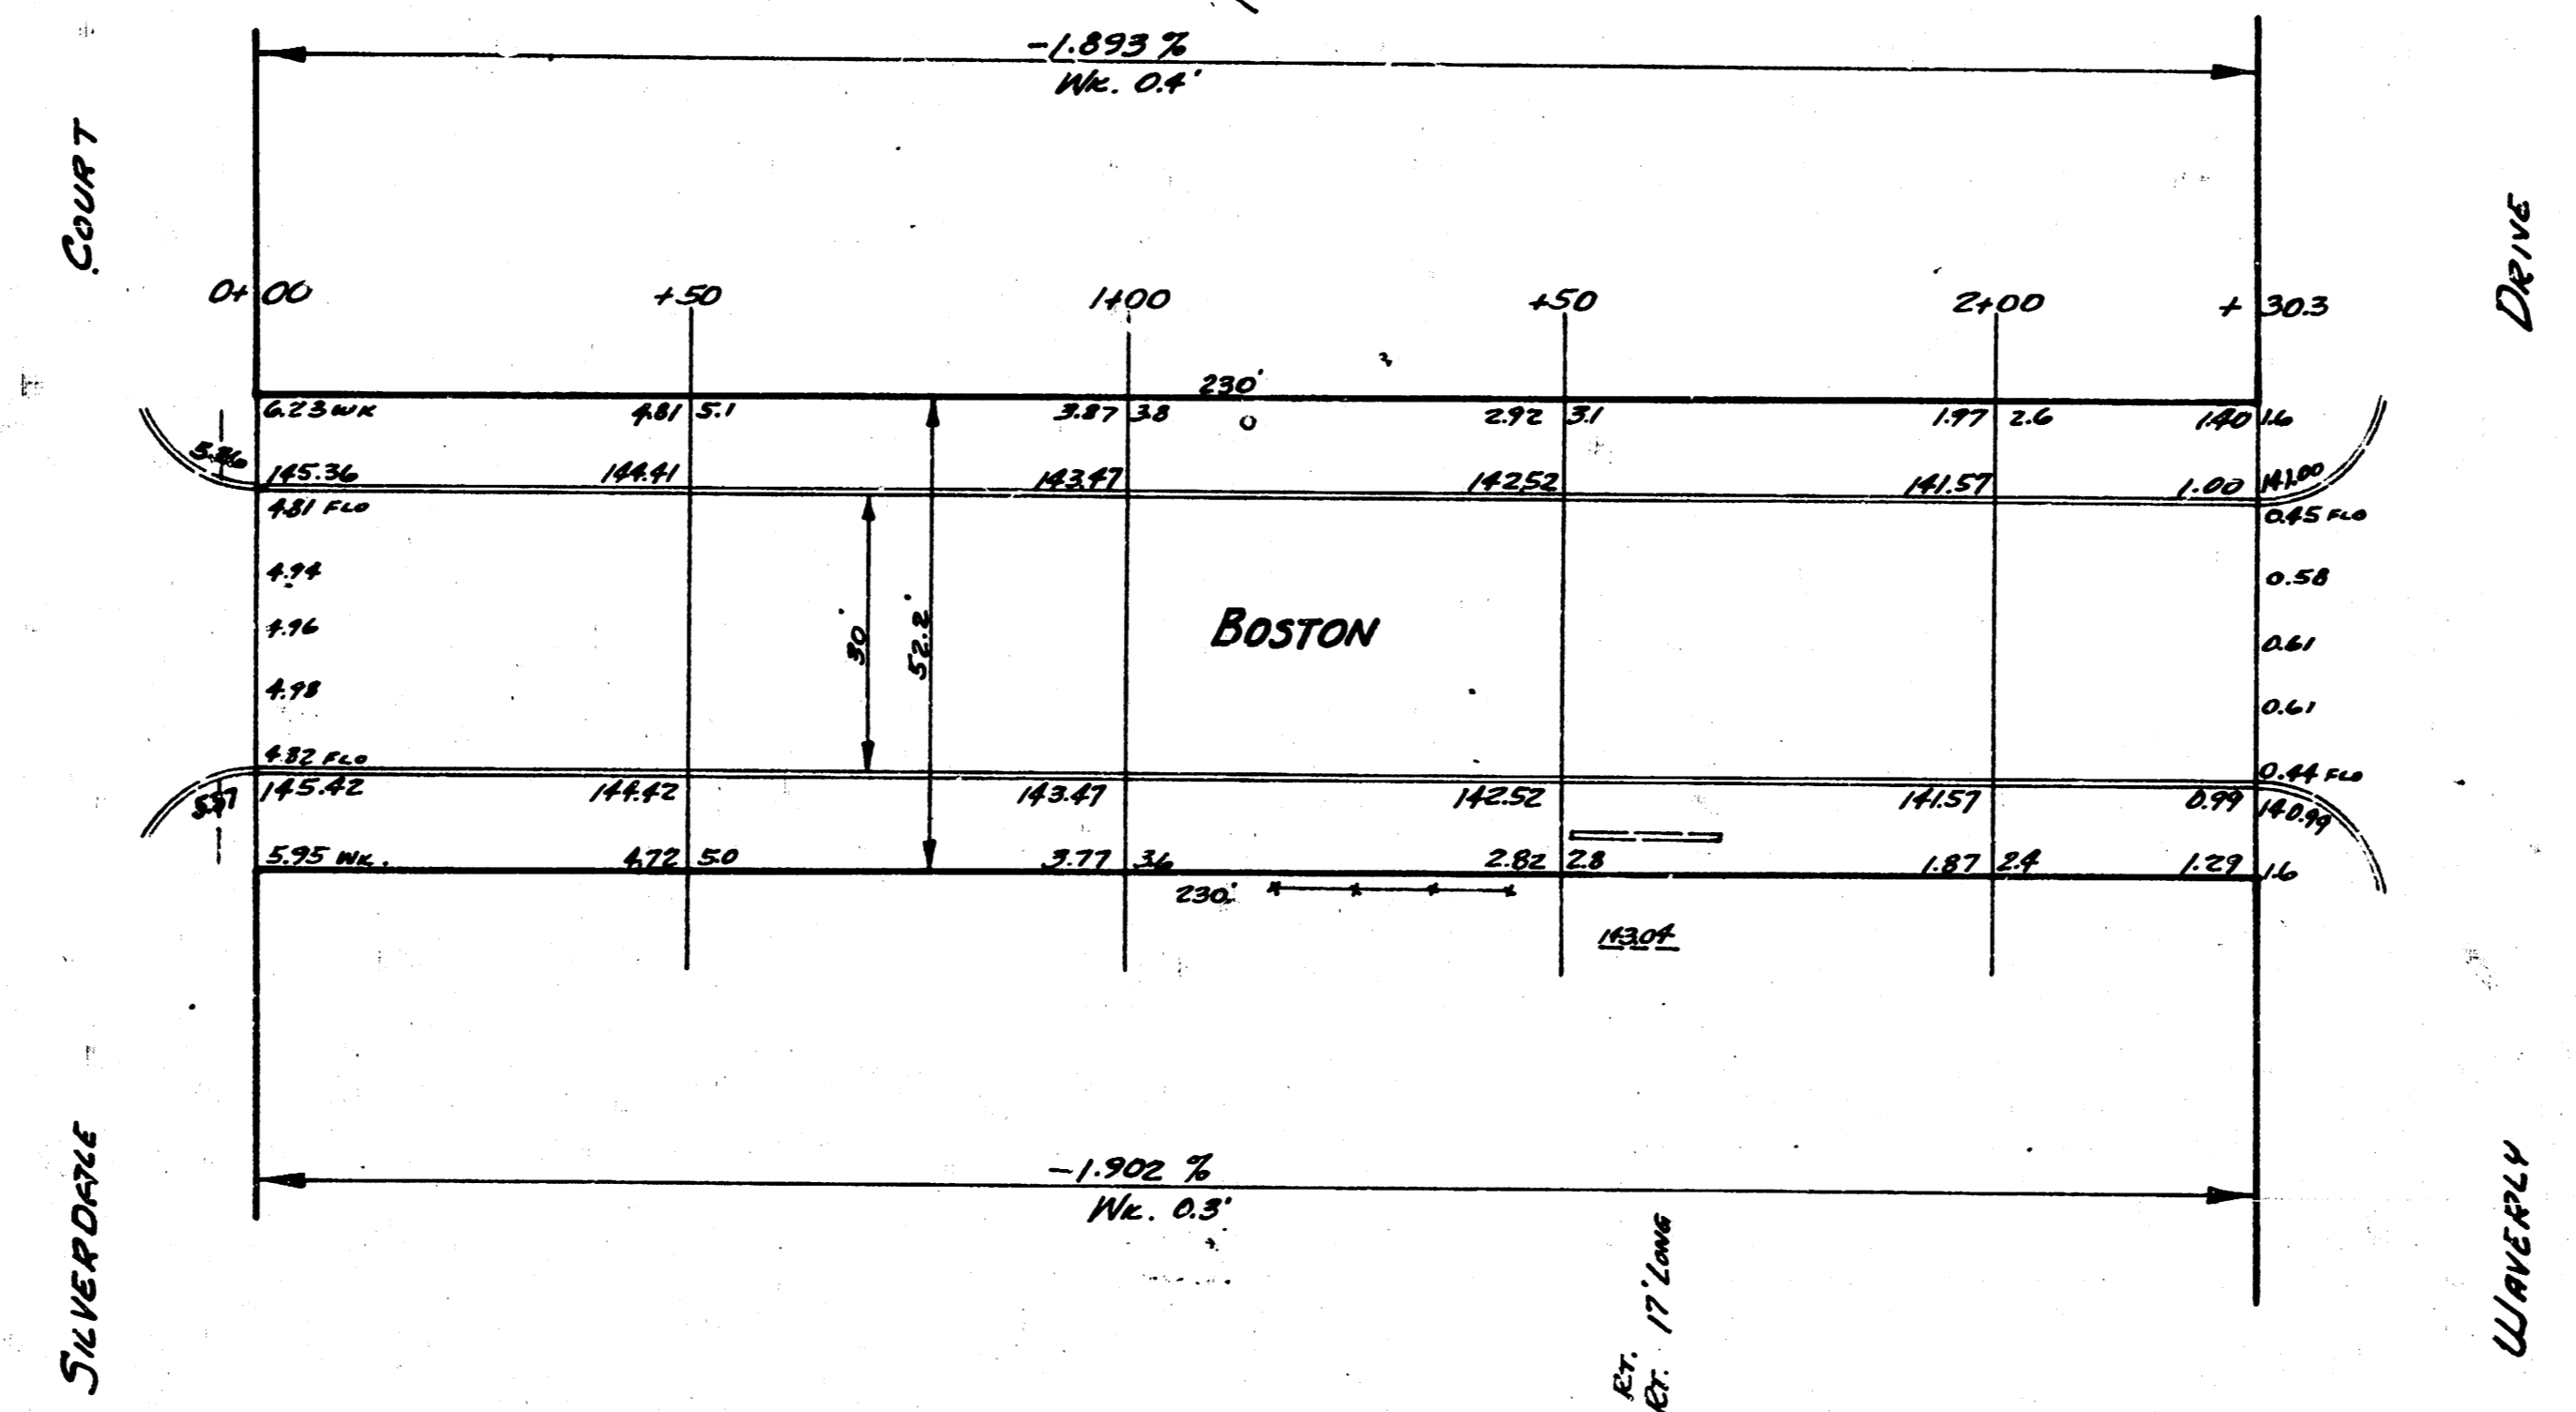 -1.893 %
WK. 0.4'
COURT
DRIVE
0+00 +50 1+00 +50 2+00 + 30.3
230'
6.23 WK 4.81 5.1 3.87 3.8 2.92 3.1 1.97 2.6 1.40 1.6
145.36 144.41 143.47 142.52 141.57 1.00 141.00
4.81 FLO 0.45 FLO
4.94 0.58
4.96 0.61
4.98 0.61
30' 52.2'
BOSTON
4.82 FLO 0.44 FLO
145.42 144.42 143.47 142.52 141.57 0.99 140.99
5.95 WK. 4.72 5.0 3.77 3.6 2.82 2.8 1.87 2.4 1.29 1.6
230'
143.04
-1.902 %
WK. 0.3'
SILVERDALE
RT.
RT. 17' LONG
WAVERLY